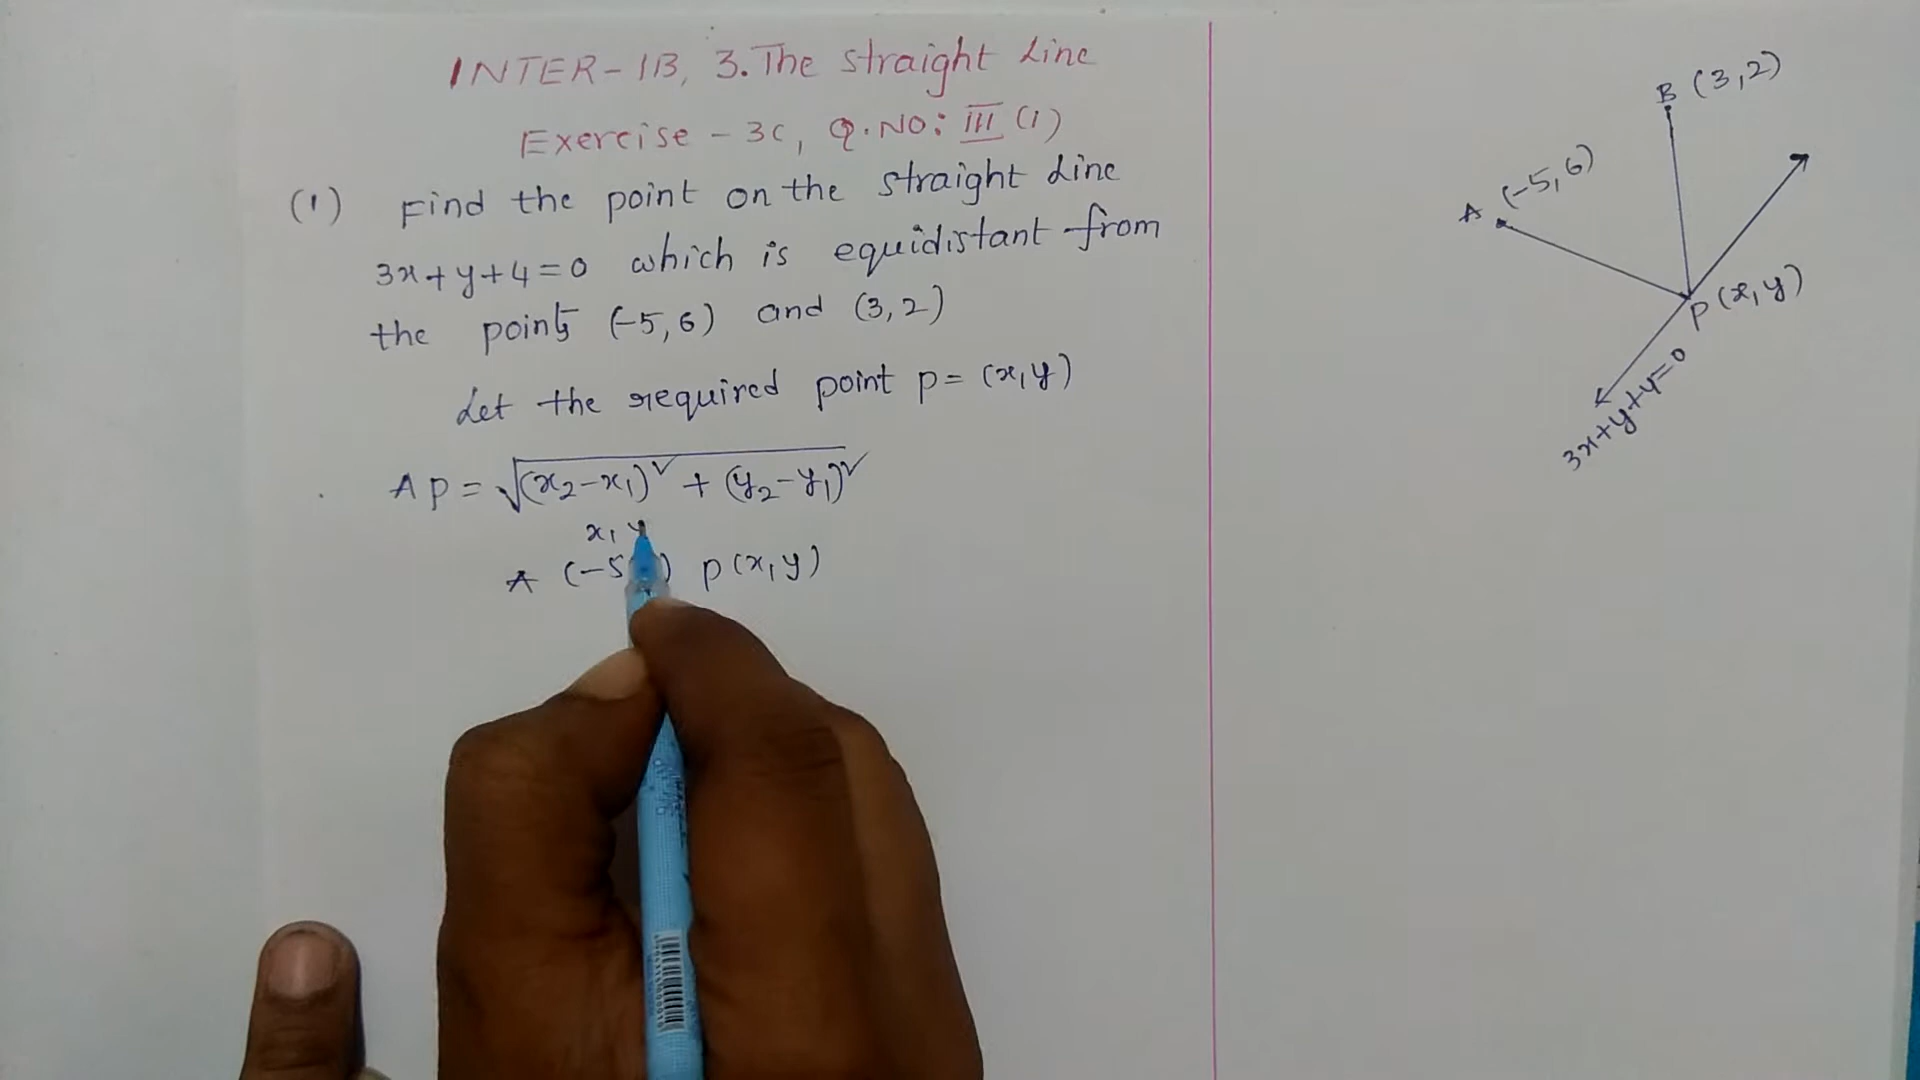 INTER-1B, 3. The straight Line
Exercise - 3C, Q.NO: III (1)
(1) Find the point on the straight Line
3x+y+4=0 which is equidistant from
the points (-5,6) and (3,2)
Let the required point p = (x,y)
AP = √(x₂-x₁)² + (y₂-y₁)²
x₁ y
A (-5 ) p(x,y)
B (3,2)
A (-5,6)
P(x,y)
3x+y+4=0